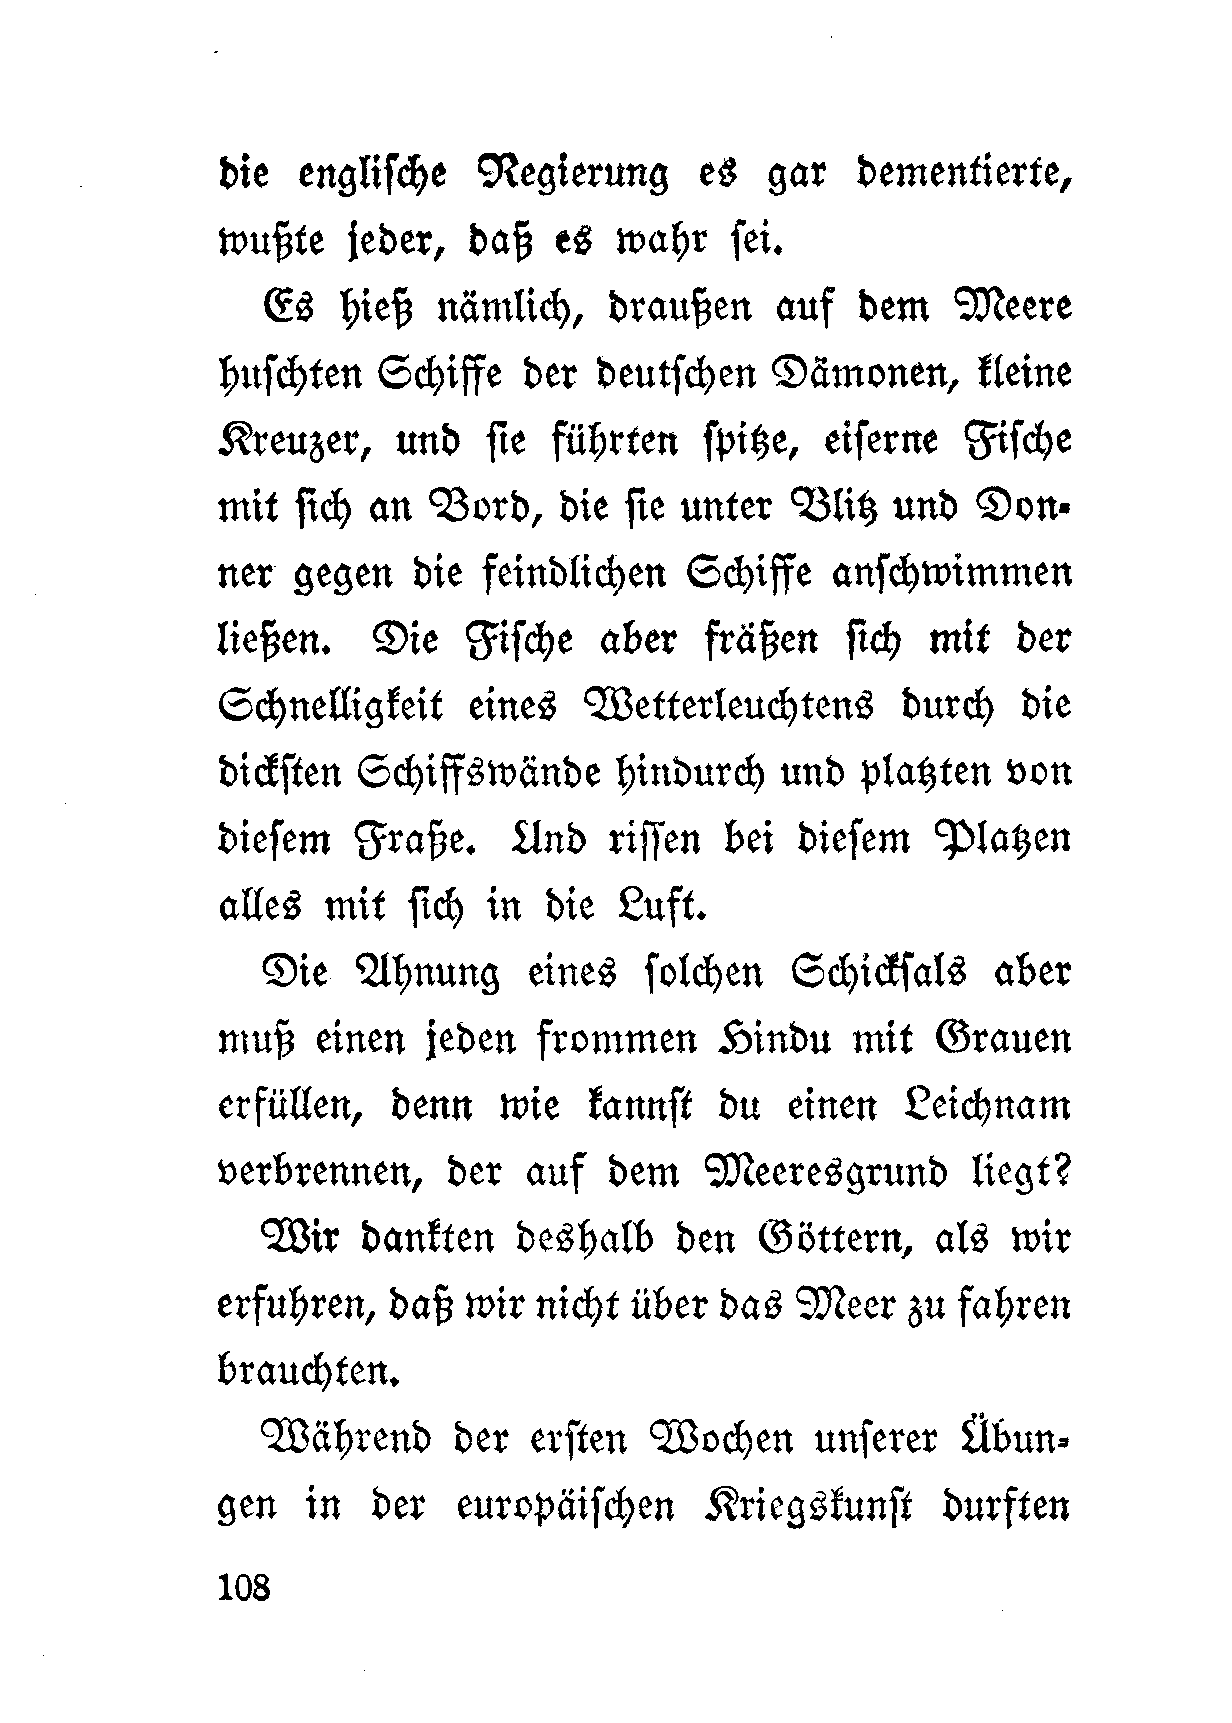 die englische Regierung es gar dementierte,
wußte jeder, daß es wahr sei.
Es hieß nämlich, draußen auf dem Meere
huschten Schiffe der deutschen Dämonen, kleine
Kreuzer, und sie führten spitze, eiserne Fische
mit sich an Bord, die sie unter Blitz und Don-
ner gegen die feindlichen Schiffe anschwimmen
ließen. Die Fische aber fräßen sich mit der
Schnelligkeit eines Wetterleuchtens durch die
dicksten Schiffswände hindurch und platzten von
diesem Fraße. Und rissen bei diesem Platzen
alles mit sich in die Luft.
Die Ahnung eines solchen Schicksals aber
muß einen jeden frommen Hindu mit Grauen
erfüllen, denn wie kannst du einen Leichnam
verbrennen, der auf dem Meeresgrund liegt?
Wir dankten deshalb den Göttern, als wir
erfuhren, daß wir nicht über das Meer zu fahren
brauchten.
Während der ersten Wochen unserer Übun-
gen in der europäischen Kriegskunst durften
108